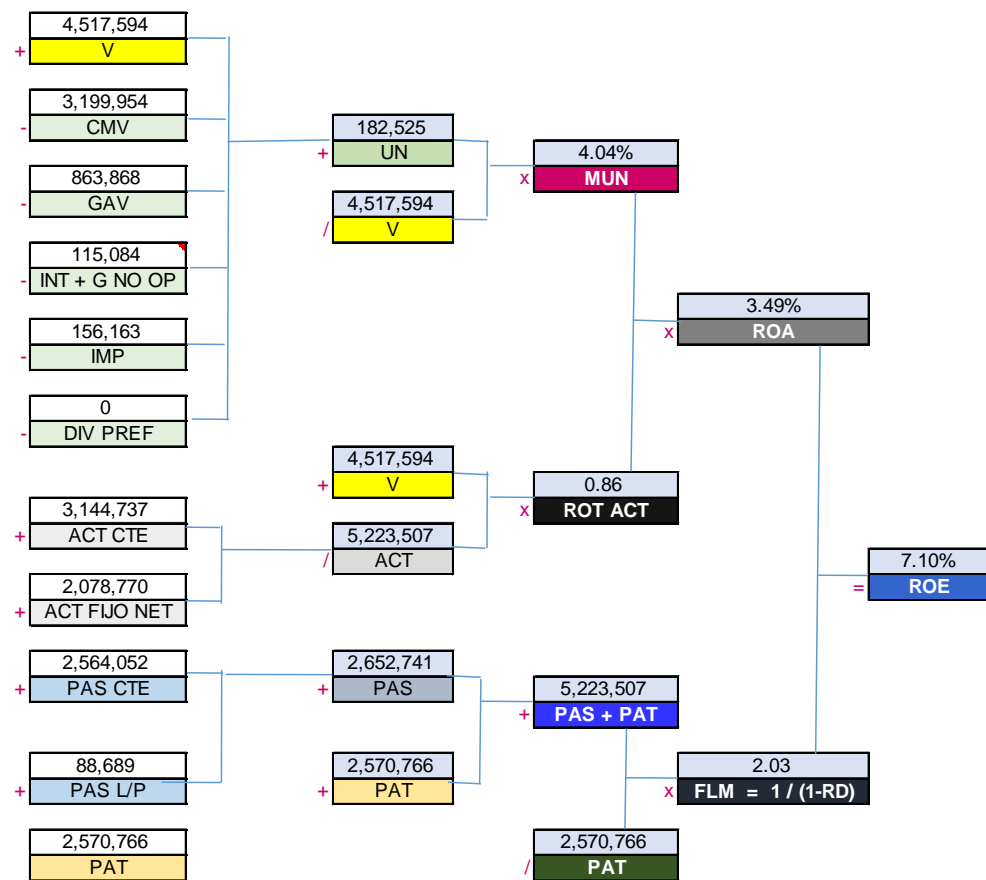 4,517,594
+ V
3,199,954
- CMV
863,868
- GAV
115,084
- INT + G NO OP
156,163
- IMP
0
- DIV PREF
3,144,737
+ ACT CTE
2,078,770
+ ACT FIJO NET
2,564,052
+ PAS CTE
88,689
+ PAS L/P
2,570,766
PAT
182,525
+ UN
4,517,594
/ V
4,517,594
+ V
5,223,507
/ ACT
2,652,741
+ PAS
2,570,766
+ PAT
4.04%
x MUN
0.86
x ROT ACT
5,223,507
+ PAS + PAT
2,570,766
/ PAT
3.49%
x ROA
2.03
x FLM = 1 / (1-RD)
7.10%
= ROE